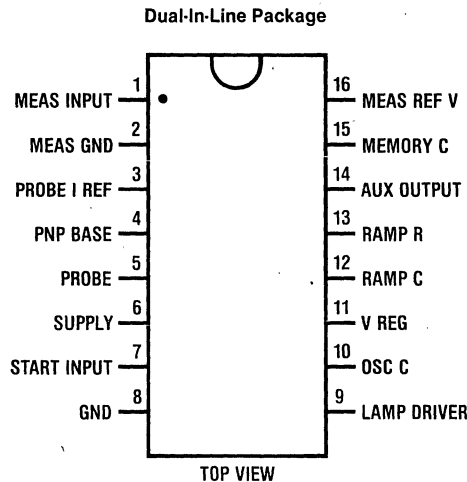 Dual-In-Line Package
1 16
MEAS INPUT MEAS REF V
2 15
MEAS GND MEMORY C
3 14
PROBE I REF AUX OUTPUT
4 13
PNP BASE RAMP R
5 12
PROBE RAMP C
6 11
SUPPLY V REG
7 10
START INPUT OSC C
8 9
GND LAMP DRIVER
TOP VIEW